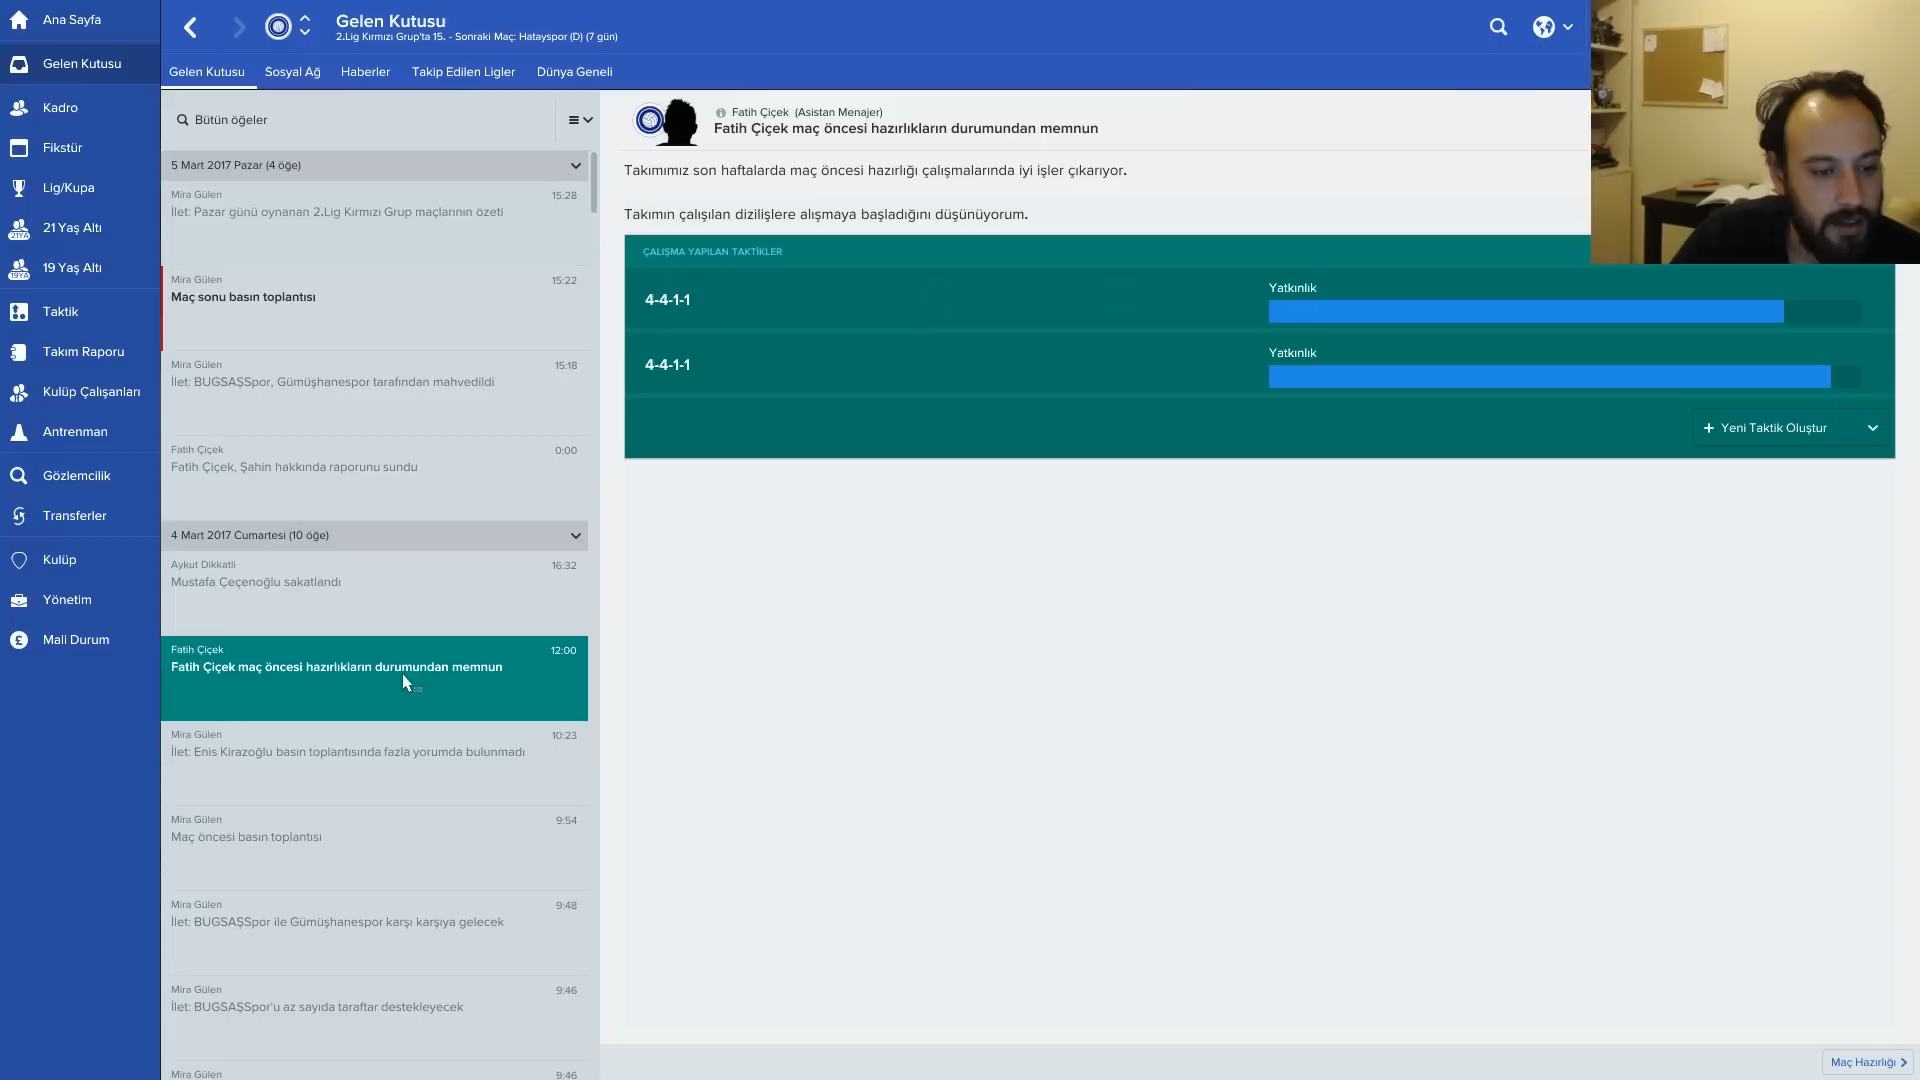 Ana Sayfa
Gelen Kutusu
Kadro
Fikstür
Lig/Kupa
21 Yaş Altı
19 Yaş Altı
Taktik
Takım Raporu
Kulüp Çalışanları
Antrenman
Gözlemcilik
Transferler
Kulüp
Yönetim
Mali Durum
Gelen Kutusu
2.Lig Kırmızı Grup'ta 15. - Sonraki Maç: Hatayspor (D) (7 gün)
Gelen Kutusu Sosyal Ağ Haberler Takip Edilen Ligler Dünya Geneli
Bütün öğeler
5 Mart 2017 Pazar (4 öğe)
Mira Gülen 15:28
İlet: Pazar günü oynanan 2.Lig Kırmızı Grup maçlarının özeti
Mira Gülen 15:22
Maç sonu basın toplantısı
Mira Gülen 15:18
İlet: BUGSAŞSpor, Gümüşhanespor tarafından mahvedildi
Fatih Çiçek 0:00
Fatih Çiçek, Şahin hakkında raporunu sundu
4 Mart 2017 Cumartesi (10 öğe)
Aykut Dikkatli 16:32
Mustafa Çeçenoğlu sakatlandı
Fatih Çiçek 12:00
Fatih Çiçek maç öncesi hazırlıkların durumundan memnun
Mira Gülen 10:23
İlet: Enis Kirazoğlu basın toplantısında fazla yorumda bulunmadı
Mira Gülen 9:54
Maç öncesi basın toplantısı
Mira Gülen 9:48
İlet: BUGSAŞSpor ile Gümüşhanespor karşı karşıya gelecek
Mira Gülen 9:46
İlet: BUGSAŞSpor'u az sayıda taraftar destekleyecek
Mira Gülen 9:46
Fatih Çiçek (Asistan Menajer)
Fatih Çiçek maç öncesi hazırlıkların durumundan memnun
Takımımız son haftalarda maç öncesi hazırlığı çalışmalarında iyi işler çıkarıyor.
Takımın çalışılan dizilişlere alışmaya başladığını düşünüyorum.
ÇALIŞMA YAPILAN TAKTİKLER
4-4-1-1 Yatkınlık
4-4-1-1 Yatkınlık
+ Yeni Taktik Oluştur
Maç Hazırlığı